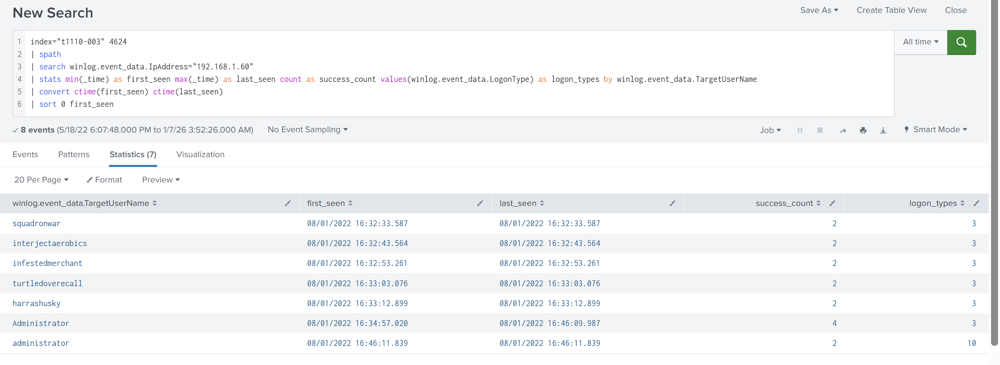 New Search
Save As Create Table View Close
1 index="t1110-003" 4624
2 | spath
3 | search winlog.event_data.IpAddress="192.168.1.60"
4 | stats min(_time) as first_seen max(_time) as last_seen count as success_count values(winlog.event_data.LogonType) as logon_types by winlog.event_data.TargetUserName
5 | convert ctime(first_seen) ctime(last_seen)
6 | sort 0 first_seen
All time
8 events (5/18/22 6:07:48.000 PM to 1/7/26 3:52:26.000 AM) No Event Sampling
Job Smart Mode
Events Patterns Statistics (7) Visualization
20 Per Page Format Preview
winlog.event_data.TargetUserName first_seen last_seen success_count logon_types
squadronwar 08/01/2022 16:32:33.587 08/01/2022 16:32:33.587 2 3
interjectaerobics 08/01/2022 16:32:43.564 08/01/2022 16:32:43.564 2 3
infestedmerchant 08/01/2022 16:32:53.261 08/01/2022 16:32:53.261 2 3
turtledoverecall 08/01/2022 16:33:03.076 08/01/2022 16:33:03.076 2 3
harrashusky 08/01/2022 16:33:12.899 08/01/2022 16:33:12.899 2 3
Administrator 08/01/2022 16:34:57.020 08/01/2022 16:46:09.987 4 3
administrator 08/01/2022 16:46:11.839 08/01/2022 16:46:11.839 2 10